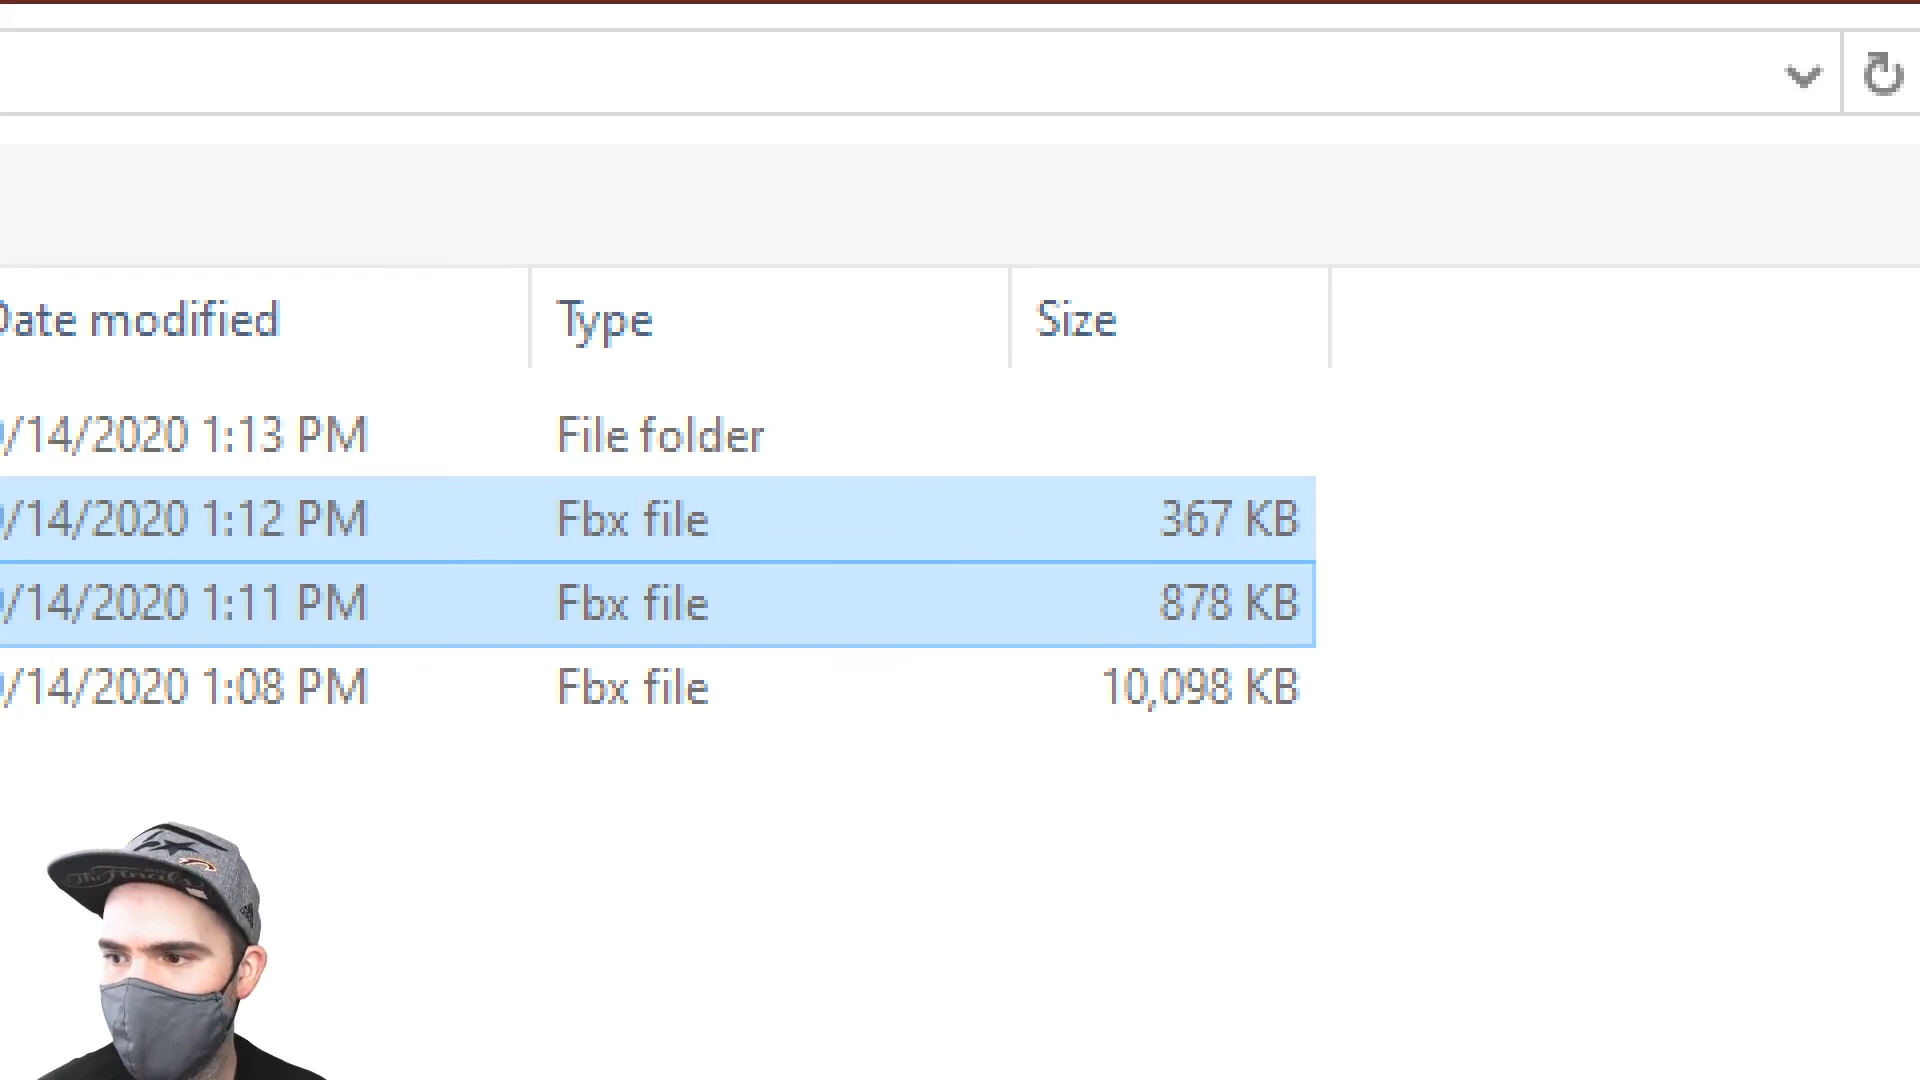 Date modified Type Size
/14/2020 1:13 PM File folder
/14/2020 1:12 PM Fbx file 367 KB
/14/2020 1:11 PM Fbx file 878 KB
/14/2020 1:08 PM Fbx file 10,098 KB
The Finals